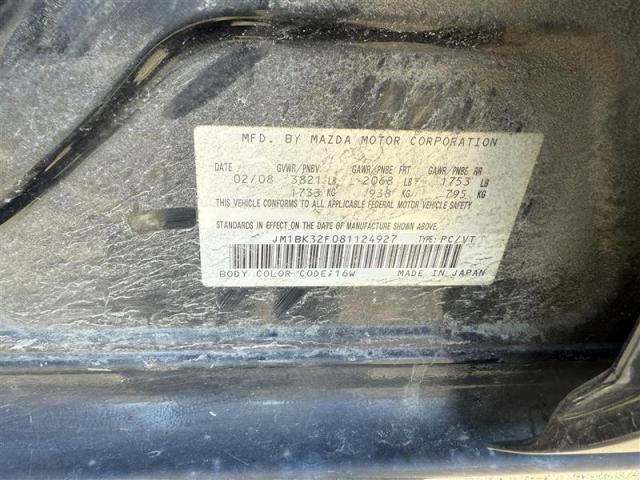 MFD. BY MAZDA MOTOR CORPORATION
DATE GVWR/PNBV GAWR/PNBE FRT GAWR/PNBE RR
02/08 3821 LB 2068 LB 1753 LB
1733 KG 938 KG 795 KG
THIS VEHICLE CONFORMS TO ALL APPLICABLE FEDERAL MOTOR VEHICLE SAFETY
STANDARDS IN EFFECT ON THE DATE OF MANUFACTURE SHOWN ABOVE.
JM1BK32F081124927 TYPE: PC/VT
BODY COLOR CODE:16W MADE IN JAPAN